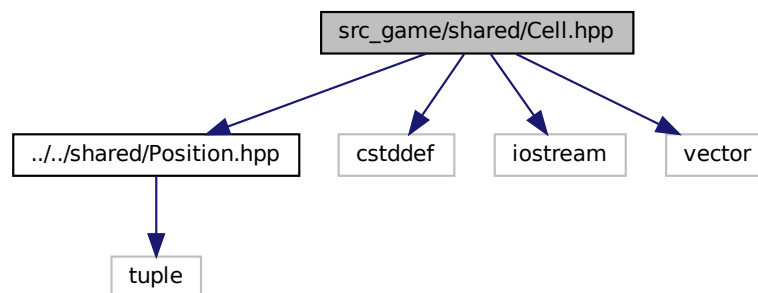 src_game/shared/Cell.hpp
../../shared/Position.hpp
cstddef
iostream
vector
tuple